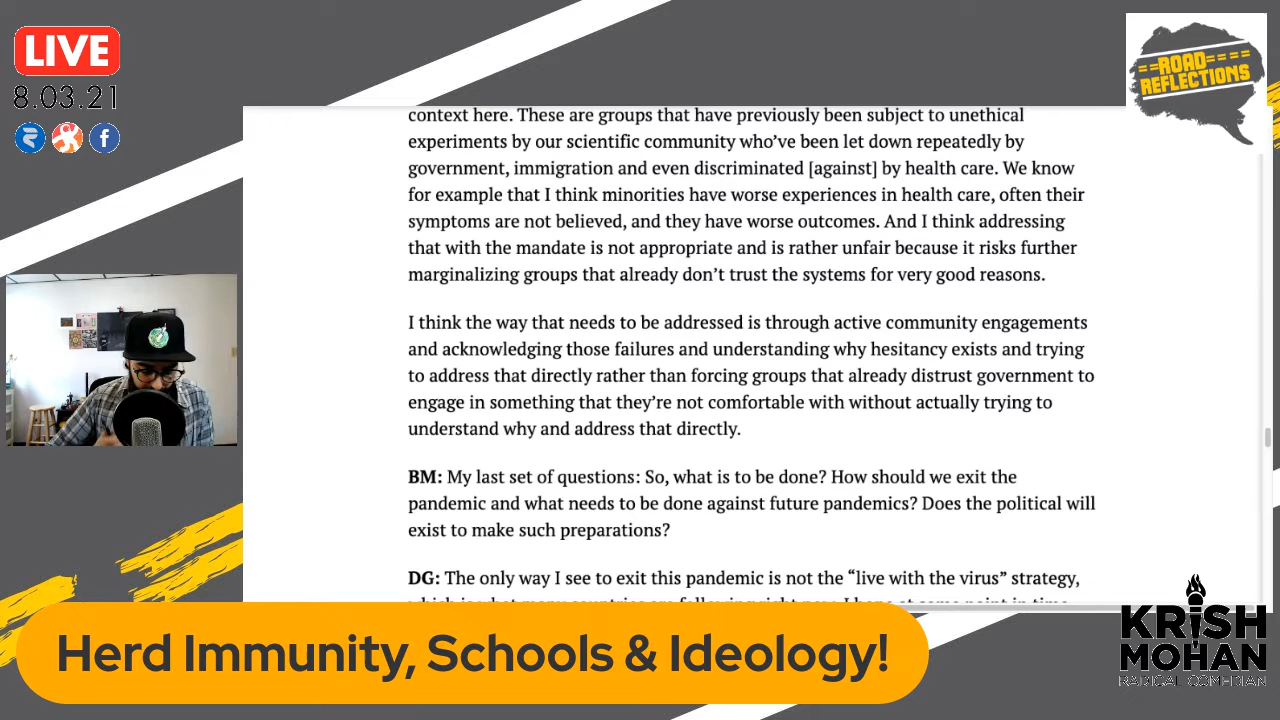 LIVE
8.03.21
f
==ROAD====
REFLECTIONS
context here. These are groups that have previously been subject to unethical
experiments by our scientific community who’ve been let down repeatedly by
government, immigration and even discriminated [against] by health care. We know
for example that I think minorities have worse experiences in health care, often their
symptoms are not believed, and they have worse outcomes. And I think addressing
that with the mandate is not appropriate and is rather unfair because it risks further
marginalizing groups that already don’t trust the systems for very good reasons.
I think the way that needs to be addressed is through active community engagements
and acknowledging those failures and understanding why hesitancy exists and trying
to address that directly rather than forcing groups that already distrust government to
engage in something that they’re not comfortable with without actually trying to
understand why and address that directly.
BM: My last set of questions: So, what is to be done? How should we exit the
pandemic and what needs to be done against future pandemics? Does the political will
exist to make such preparations?
DG: The only way I see to exit this pandemic is not the “live with the virus” strategy,
Herd Immunity, Schools & Ideology!
KRISH
MOHAN
RADICAL COMEDIAN